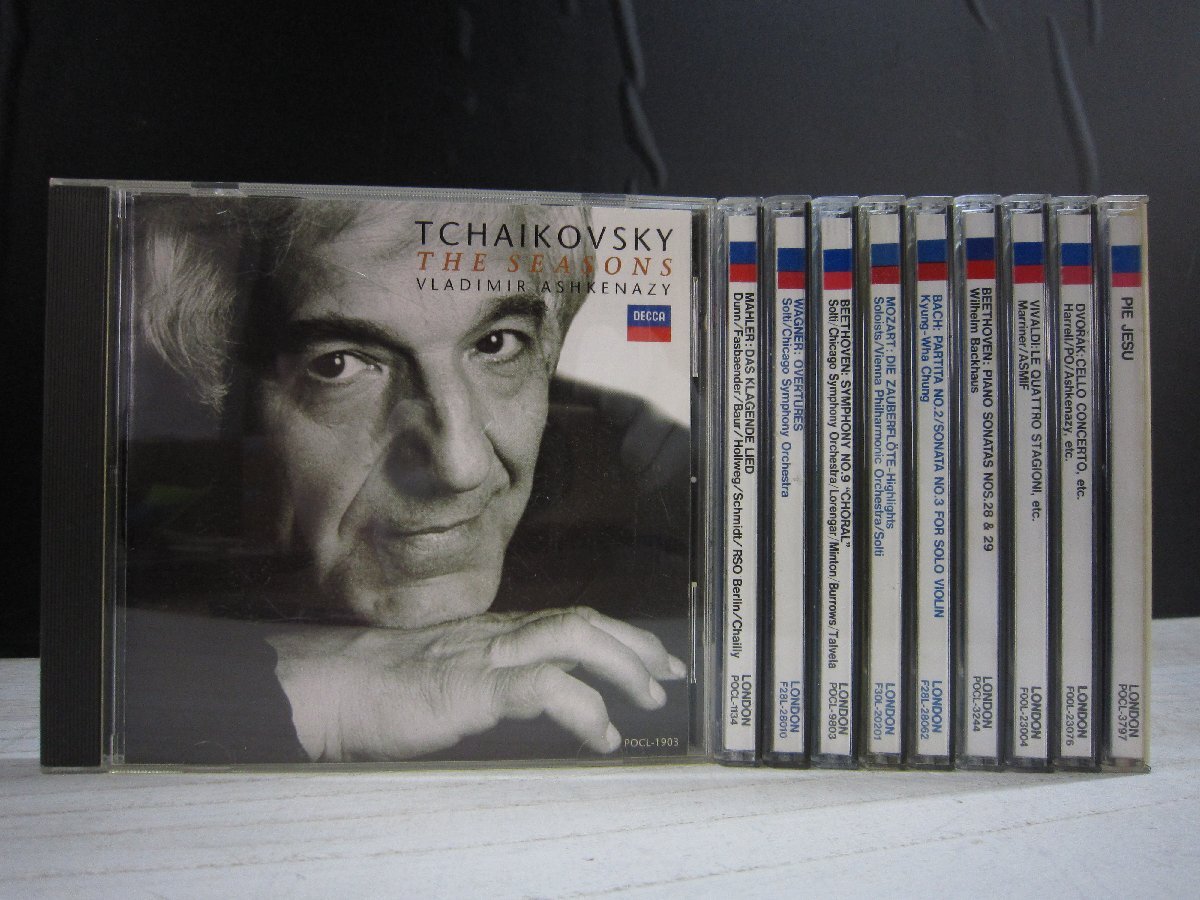 TCHAIKOVSKY
THE SEASONS
VLADIMIR ASHKENAZY
DECCA
POCL-1903
MAHLER: DAS KLAGENDE LIED
Dunn/Fasbaender/Baur/Hollweg/Schmidt/RSO Berlin/Chailly
LONDON
POCL-1134
WAGNER: OVERTURES
Solti/Chicago Symphony Orchestra
LONDON
F28L-28010
BEETHOVEN: SYMPHONY NO.9 "CHORAL"
Solti/Chicago Symphony Orchestra/Lorengar/Minton/Burrows/Talvela
LONDON
POCL-9803
MOZART: DIE ZAUBERFLÖTE-Highlights
Soloists/Vienna Philharmonic Orchestra/Solti
LONDON
F30L-20201
BACH: PARTITA NO.2/SONATA NO.3 FOR SOLO VIOLIN
Kyung-Wha Chung
LONDON
F28L-28062
BEETHOVEN: PIANO SONATAS NOS.28 & 29
Wilhelm Backhaus
LONDON
POCL-3244
VIVALDI: LE QUATTRO STAGIONI, etc.
Marriner/ASMIF
LONDON
F00L-23004
DVORAK: CELLO CONCERTO, etc.
Harrell/PO/Ashkenazy, etc.
LONDON
F00L-23076
PIE JESU
LONDON
POCL-3797